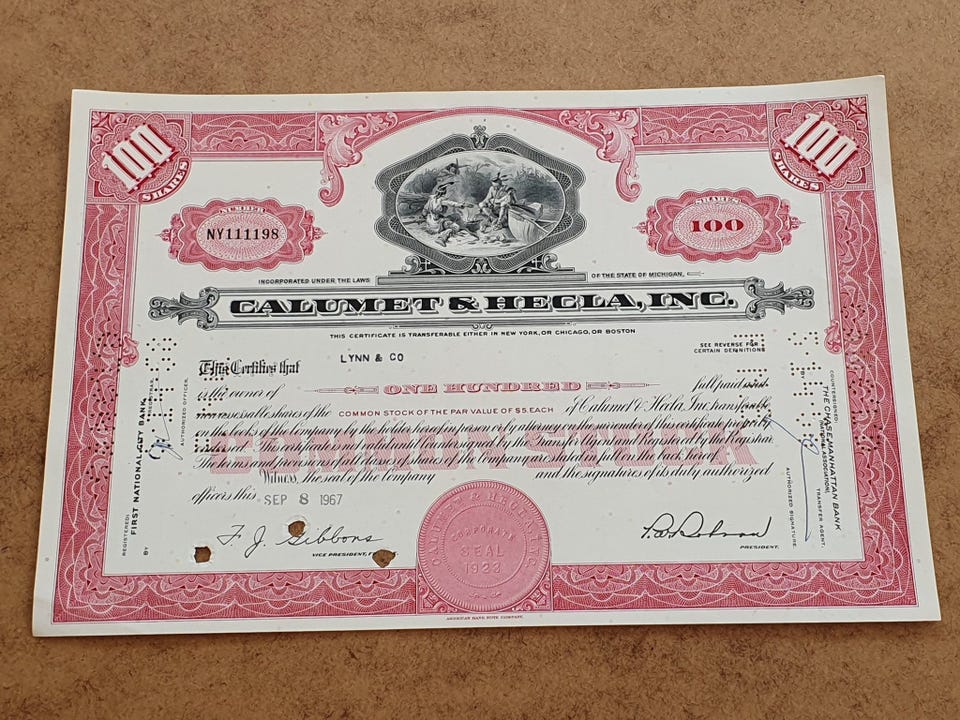 100
SHARES
100
SHARES
NUMBER
NY111198
SHARES
100
INCORPORATED UNDER THE LAWS
OF THE STATE OF MICHIGAN,
CALUMET & HECLA, INC.
THIS CERTIFICATE IS TRANSFERABLE EITHER IN NEW YORK, OR CHICAGO, OR BOSTON
SEE REVERSE FOR
CERTAIN DEFINITIONS
This Certifies that
LYNN & CO
is the owner of
ONE HUNDRED
full paid and
non-assessable shares of the COMMON STOCK OF THE PAR VALUE OF $5. EACH of Calumet & Hecla, Inc. transferable
on the books of the Company by the holder hereof in person or by attorney on the surrender of this certificate properly
endorsed. This certificate is not valid until countersigned by the Transfer Agent and Registered by the Registrar.
The terms and provisions of all classes of shares of the Company are stated in full on the back hereof.
COMMON STOCK
Witness, the seal of the Company and the signatures of its duly authorized
officers this SEP 8 1967
F. J. Gibbons
VICE PRESIDENT,
CALUMET & HECLA, INC.
CORPORATE
SEAL
1923
PRESIDENT.
AMERICAN BANK NOTE COMPANY.
REGISTERED:
FIRST NATIONAL CITY BANK
REGISTRAR,
BY
AUTHORIZED OFFICER.
COUNTERSIGNED:
THE CHASE MANHATTAN BANK
(NATIONAL ASSOCIATION)
TRANSFER AGENT,
AUTHORIZED SIGNATURE.